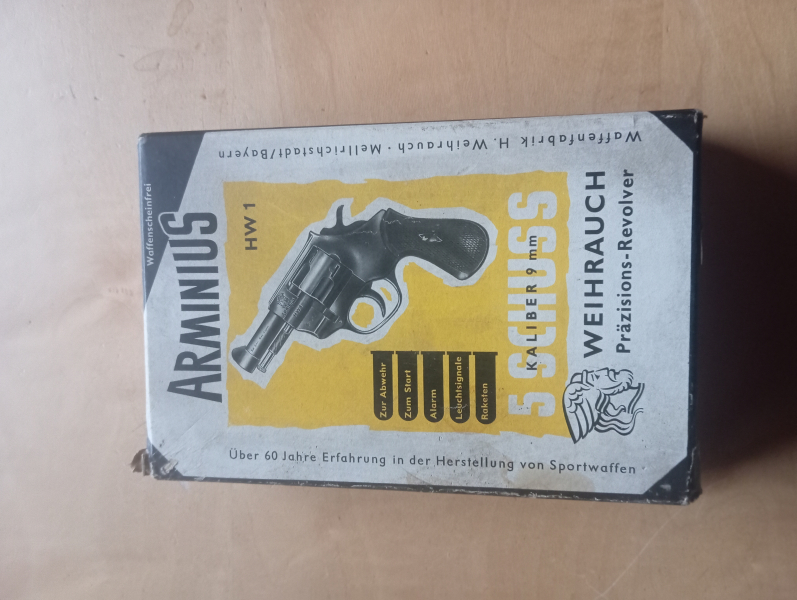 Waffenscheinfrei
ARMINIUS
HW 1
Zur Abwehr
Zum Start
Alarm
Leuchtsignale
Raketen
5 SCHUSS
KALIBER 9 mm
WEIHRAUCH
Präzisions-Revolver
Über 60 Jahre Erfahrung in der Herstellung von Sportwaffen ·
Waffenfabrik H. Weihrauch · Mellrichstadt/Bayern